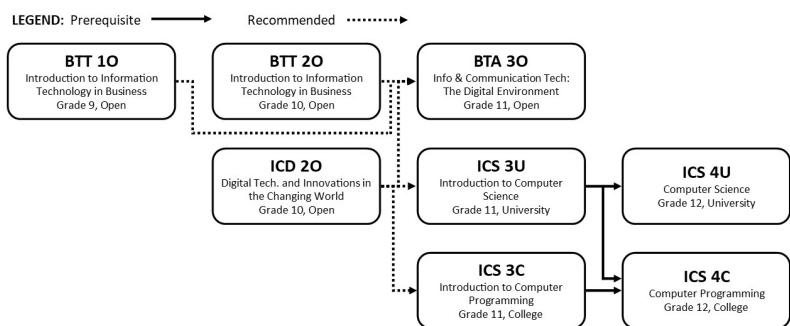 LEGEND: Prerequisite Recommended
BTT 1O
Introduction to Information
Technology in Business
Grade 9, Open
BTT 2O
Introduction to Information
Technology in Business
Grade 10, Open
BTA 3O
Info & Communication Tech:
The Digital Environment
Grade 11, Open
ICD 2O
Digital Tech. and Innovations in
the Changing World
Grade 10, Open
ICS 3U
Introduction to Computer
Science
Grade 11, University
ICS 4U
Computer Science
Grade 12, University
ICS 3C
Introduction to Computer
Programming
Grade 11, College
ICS 4C
Computer Programming
Grade 12, College